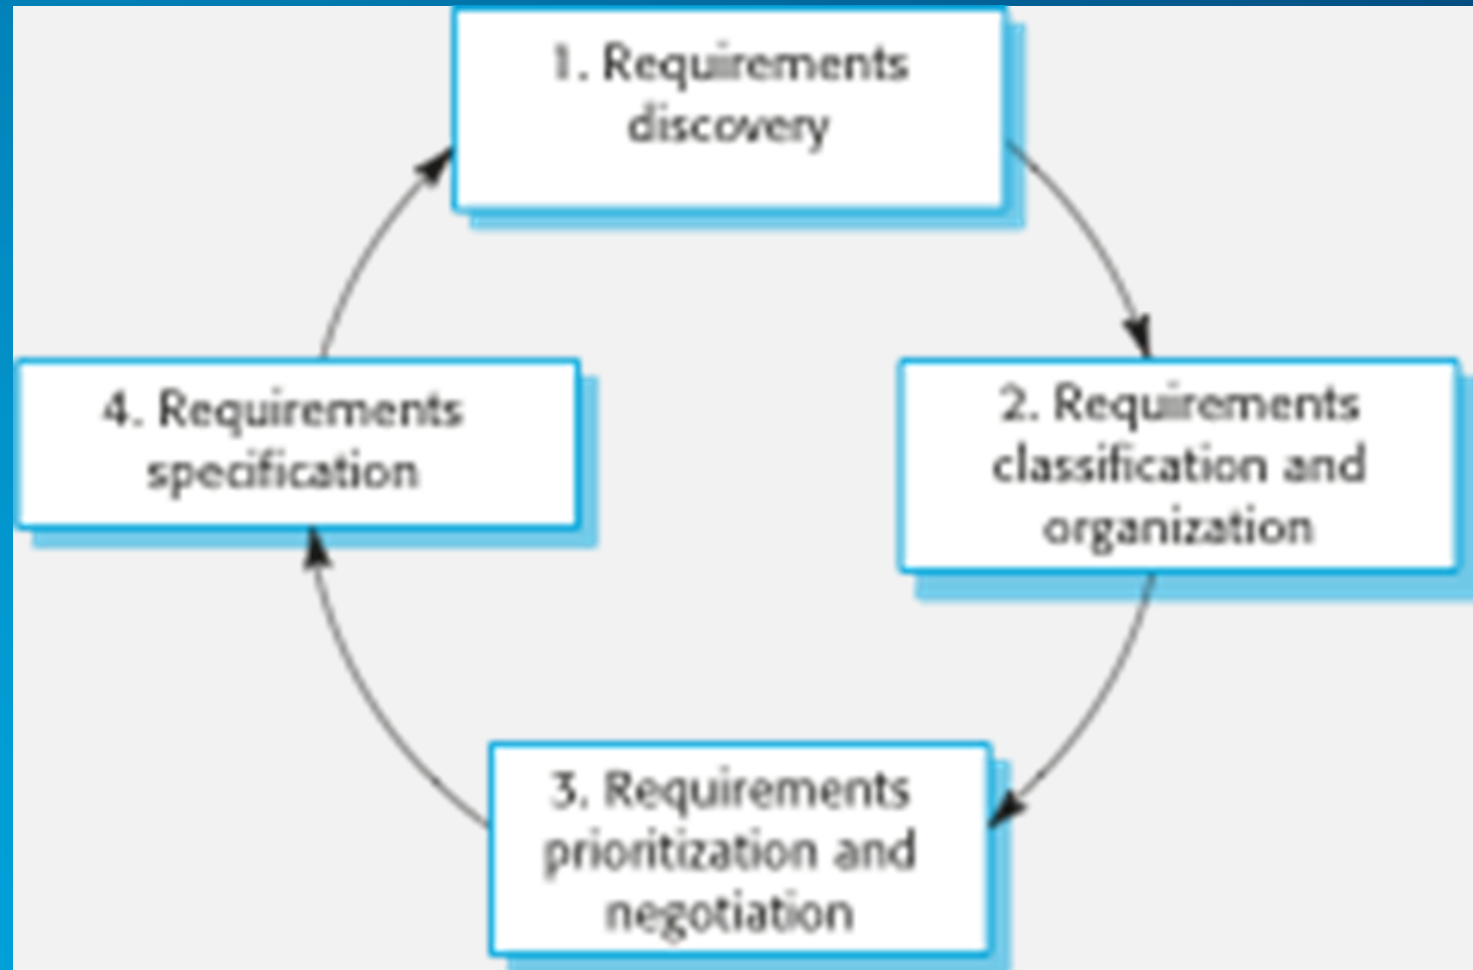 1. Requirements
discovery
2. Requirements
classification and
organization
3. Requirements
prioritization and
negotiation
4. Requirements
specification